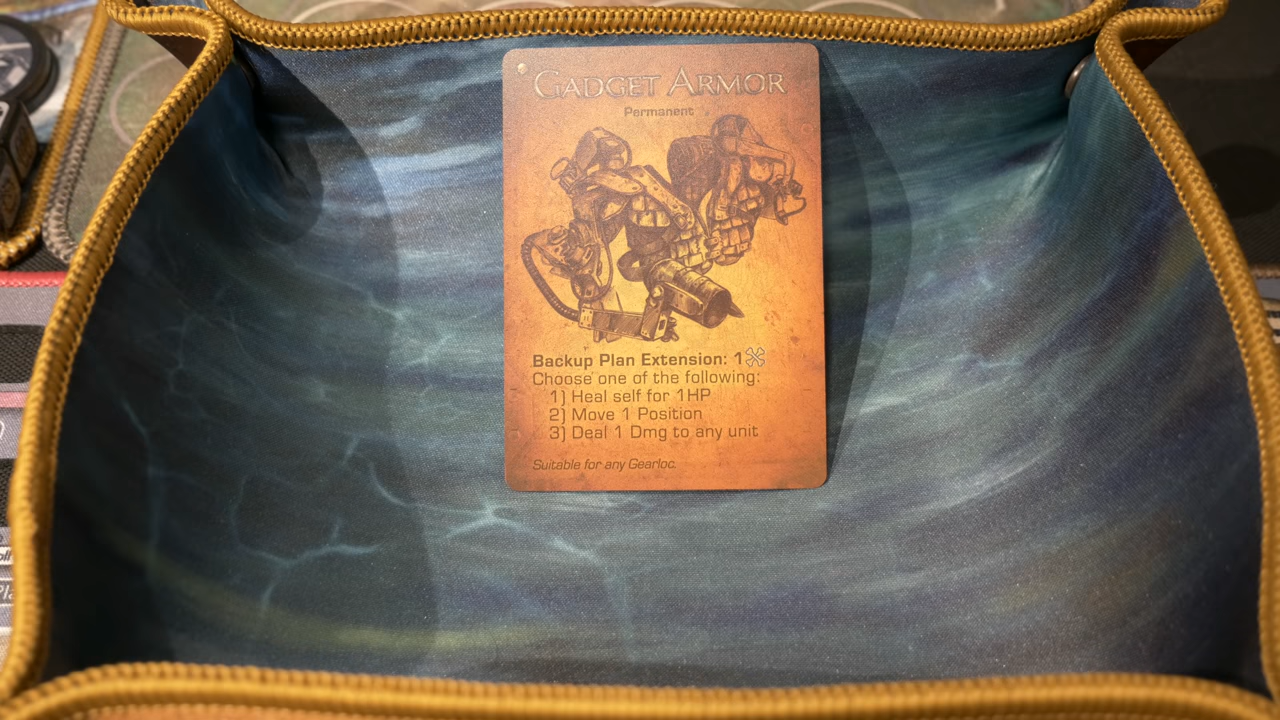 GADGET ARMOR
Permanent
Backup Plan Extension: 1
Choose one of the following:
1) Heal self for 1HP
2) Move 1 Position
3) Deal 1 Dmg to any unit
Suitable for any Gearloc.